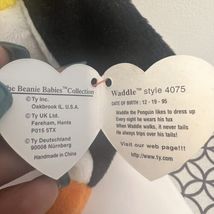 The Beanie Babies™Collection
© Ty Inc.
Oakbrook IL. U.S.A.
© Ty UK Ltd.
Fareham, Hants
PO15 5TX
© Ty Deutschland
90008 Nürnberg
Handmade in China
Waddle™ style 4075
DATE OF BIRTH : 12 - 19 - 95
Waddle the Penguin likes to dress up
Every night he wears his tux
When Waddle walks, it never fails
He always trips over his tails!
Visit our web page!!!
http://www.ty.com